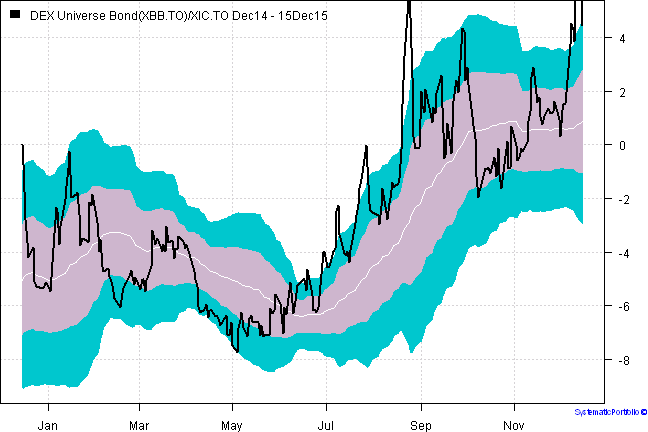 DEX Universe Bond(XBB.TO)/XIC.TO Dec14 - 15Dec15
4
2
0
-2
-4
-6
-8
Jan Mar May Jul Sep Nov
SystematicPortfolio ©